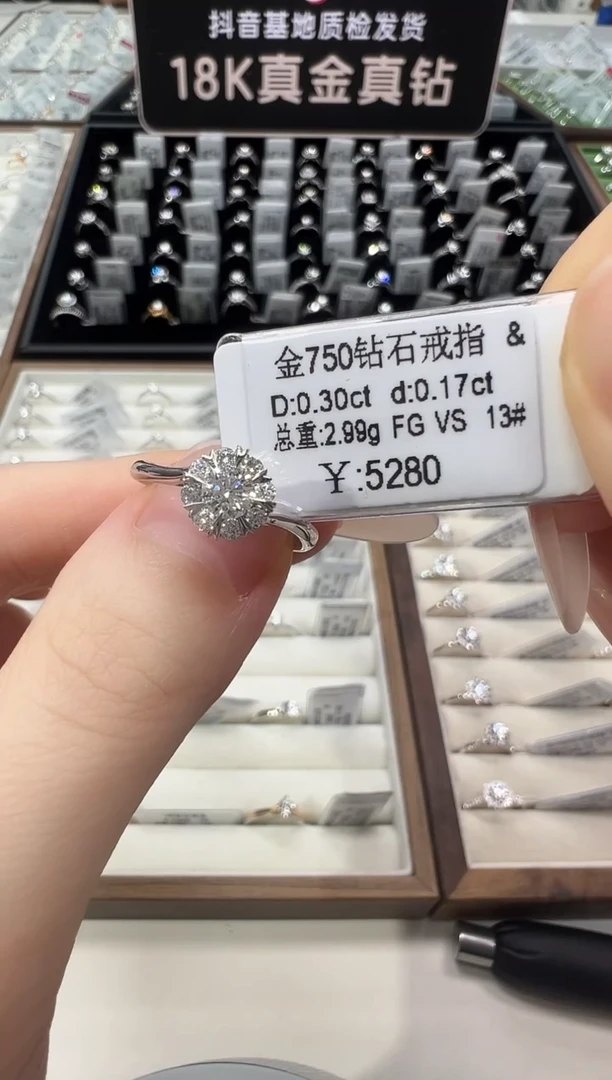 抖音基地质检发货
18K真金真钻
金750钻石戒指 &
D:0.30ct d:0.17ct
总重:2.99g FG VS 13#
¥:5280